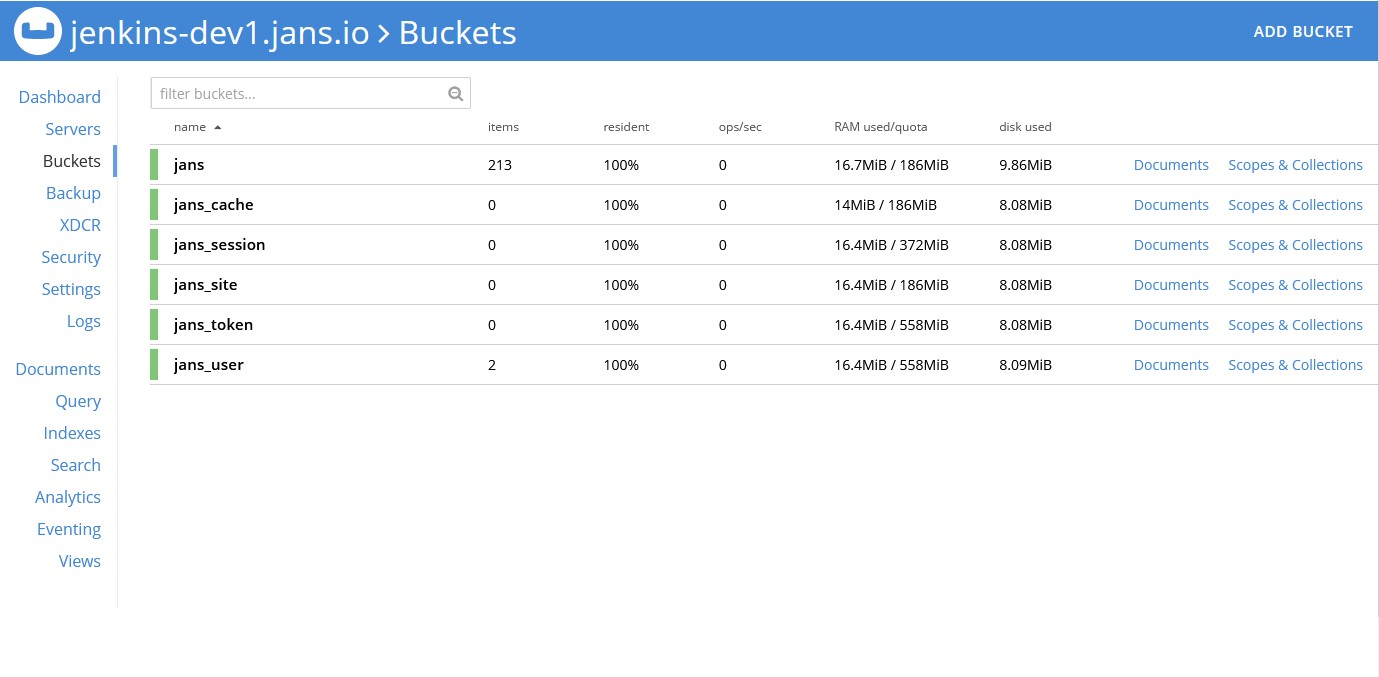 jenkins-dev1.jans.io > Buckets
ADD BUCKET
Dashboard
Servers
Buckets
Backup
XDCR
Security
Settings
Logs
Documents
Query
Indexes
Search
Analytics
Eventing
Views
filter buckets...
name items resident ops/sec RAM used/quota disk used
jans 213 100% 0 16.7MiB / 186MiB 9.86MiB Documents Scopes & Collections
jans_cache 0 100% 0 14MiB / 186MiB 8.08MiB Documents Scopes & Collections
jans_session 0 100% 0 16.4MiB / 372MiB 8.08MiB Documents Scopes & Collections
jans_site 0 100% 0 16.4MiB / 186MiB 8.08MiB Documents Scopes & Collections
jans_token 0 100% 0 16.4MiB / 558MiB 8.08MiB Documents Scopes & Collections
jans_user 2 100% 0 16.4MiB / 558MiB 8.09MiB Documents Scopes & Collections